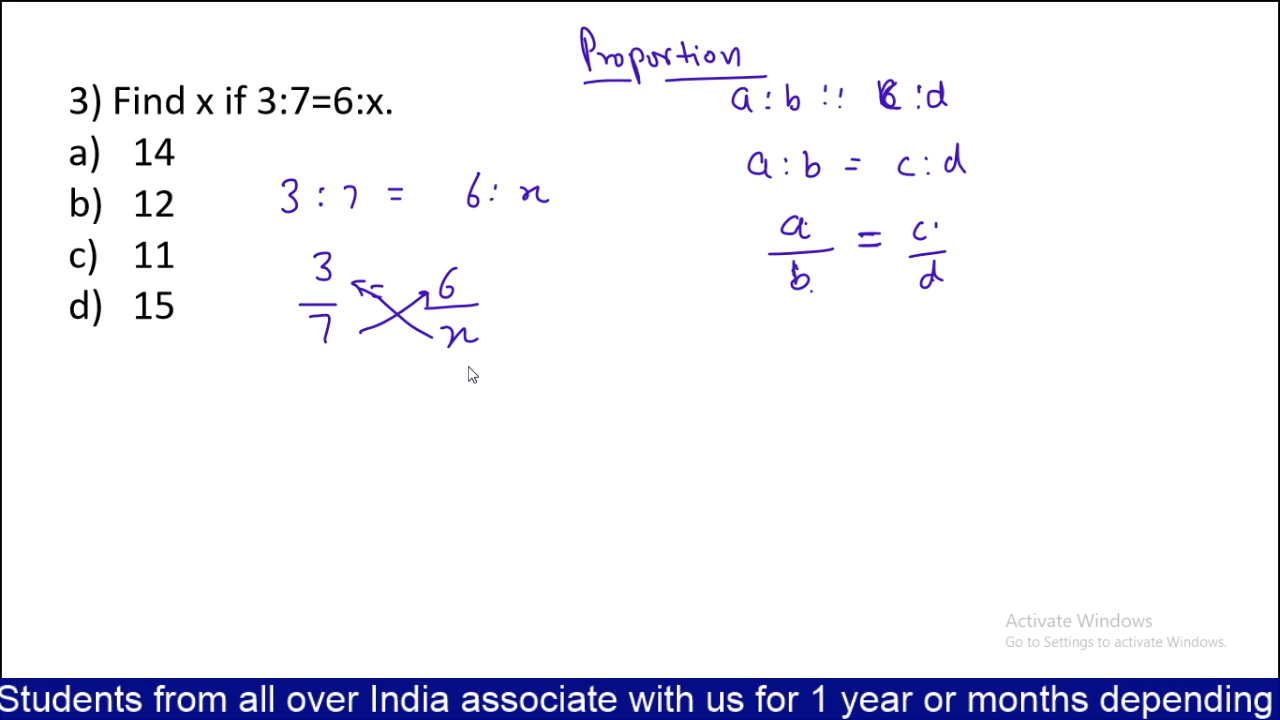 Proportion
3) Find x if 3:7=6:x.
a : b :: c : d
a) 14
a : b = c : d
b) 12
3 : 7 = 6 : x
a/b = c/d
c) 11
3/7 = 6/x
d) 15
Activate Windows
Go to Settings to activate Windows.
Students from all over India associate with us for 1 year or months depending